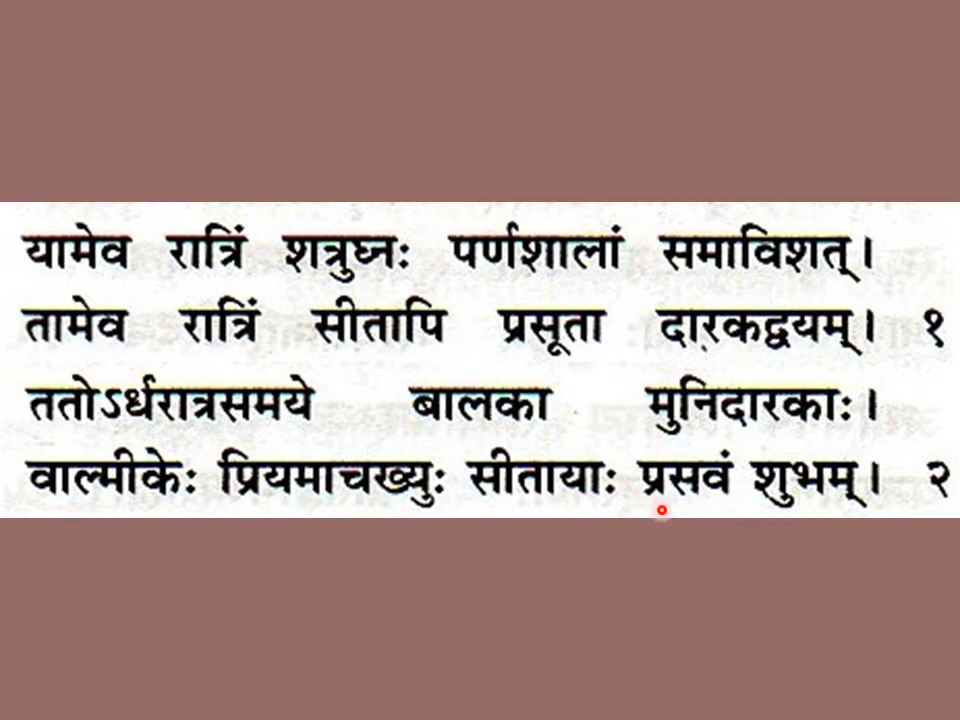 यामेव रात्रिं शत्रुघ्नः पर्णशालां समाविशत्।
तामेव रात्रिं सीतापि प्रसूता दारकद्वयम्। १
ततोऽर्धरात्रसमये बालका मुनिदारकाः।
वाल्मीकेः प्रियमाचख्युः सीतायाः प्रसवं शुभम्। २